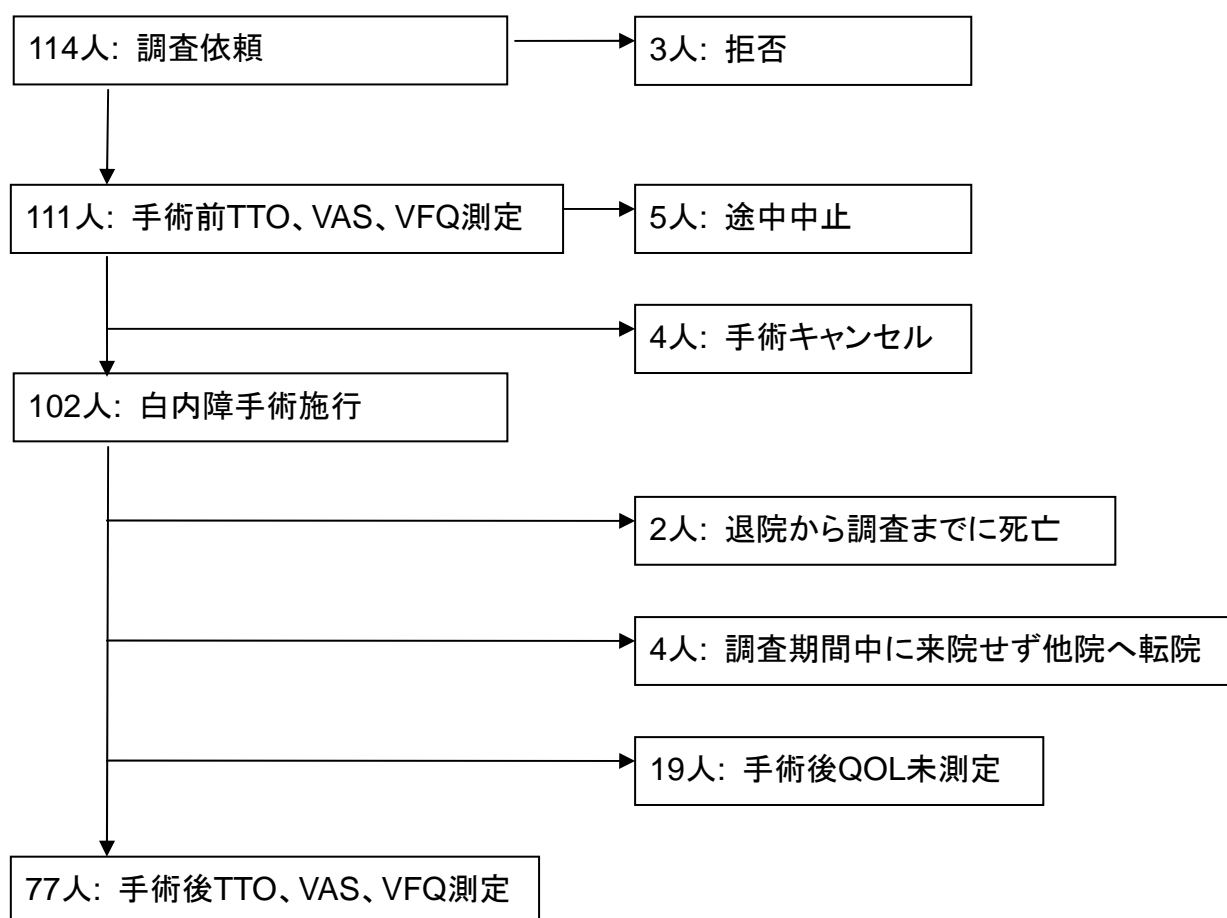 114人: 調査依頼
3人: 拒否
111人: 手術前TTO、VAS、VFQ測定
5人: 途中中止
4人: 手術キャンセル
102人: 白内障手術施行
2人: 退院から調査までに死亡
4人: 調査期間中に来院せず他院へ転院
19人: 手術後QOL未測定
77人: 手術後TTO、VAS、VFQ測定